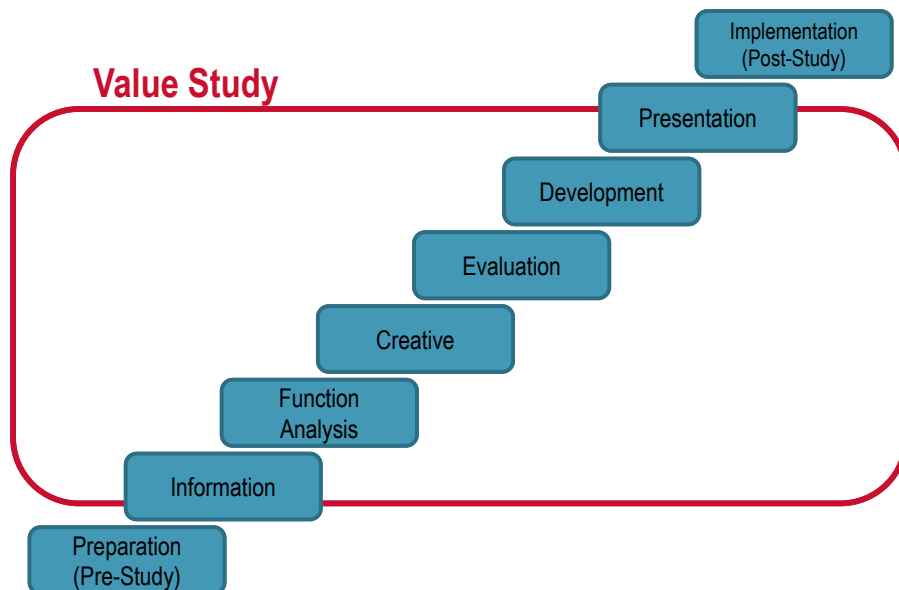 Implementation
(Post-Study)
Value Study
Presentation
Development
Evaluation
Creative
Function
Analysis
Information
Preparation
(Pre-Study)